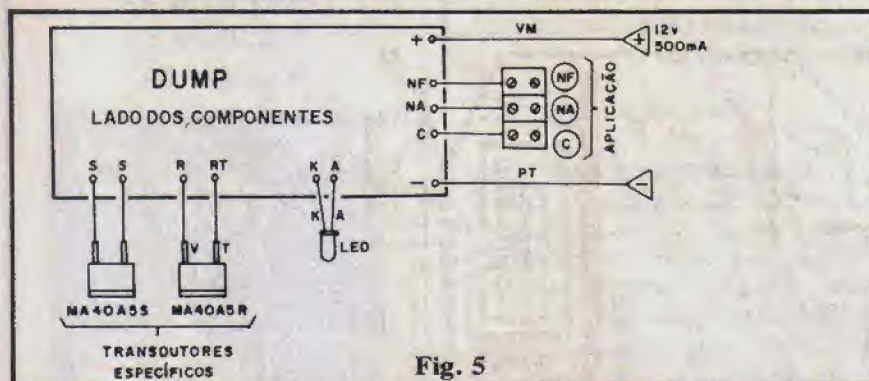 + VM + 12v
500mA
DUMP
LADO DOS COMPONENTES
NF NF
NA NA
C C
APLICAÇÃO
- PT -
S S R RT K A
K A
V T
LED
MA40A5S MA40A5R
TRANSDUTORES
ESPECÍFICOS
Fig. 5